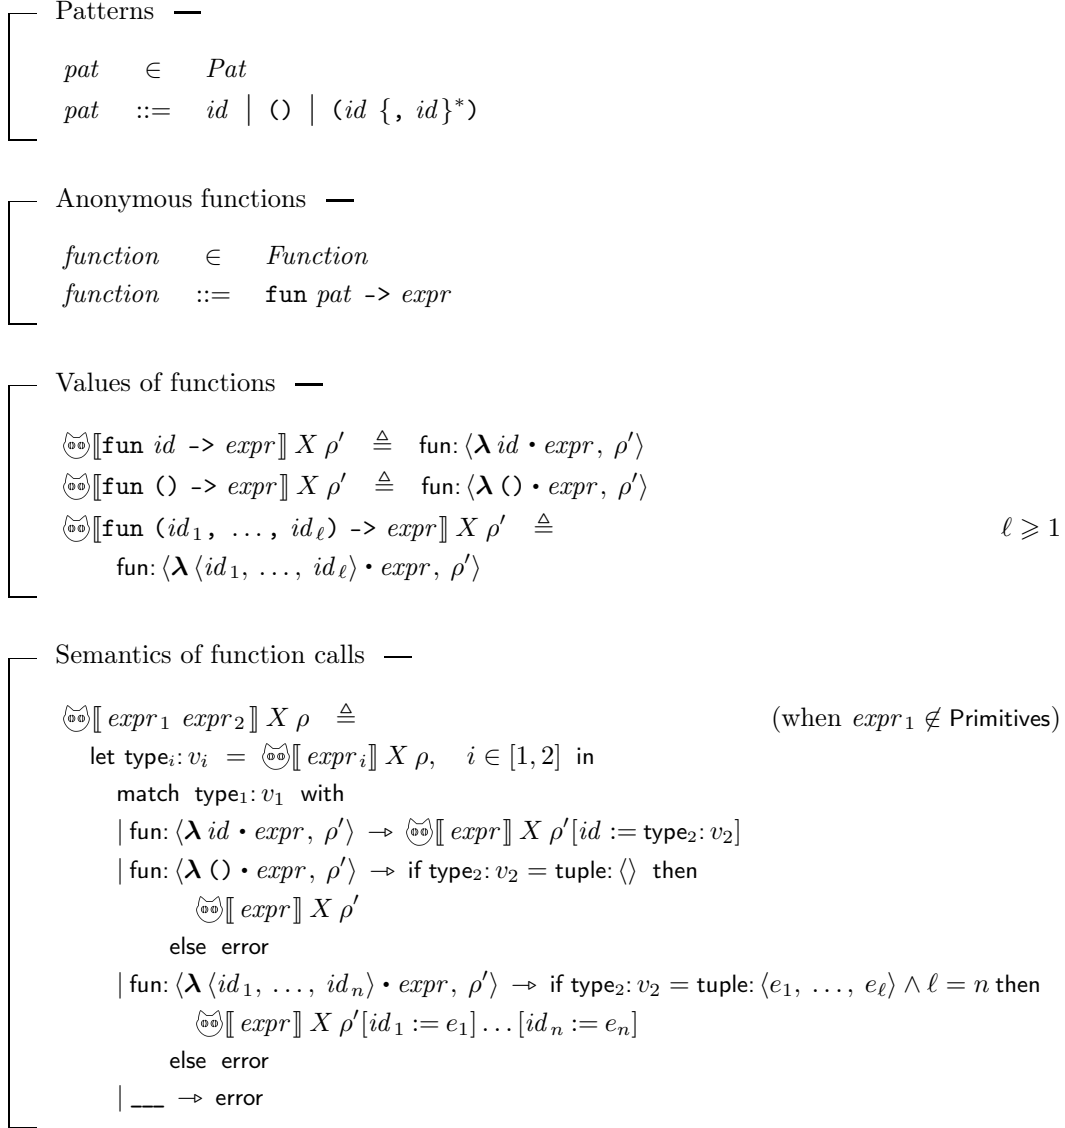 Patterns
pat ∈ Pat
pat ::= id | () | (id {, id}*)
Anonymous functions
function ∈ Function
function ::= fun pat -> expr
Values of functions
⟦fun id -> expr⟧ X ρ′ ≜ fun: ⟨λ id • expr, ρ′⟩
⟦fun () -> expr⟧ X ρ′ ≜ fun: ⟨λ () • expr, ρ′⟩
⟦fun (id₁, ..., id_ℓ) -> expr⟧ X ρ′ ≜ ℓ ⩾ 1
fun: ⟨λ ⟨id₁, ..., id_ℓ⟩ • expr, ρ′⟩
Semantics of function calls
⟦ expr₁ expr₂⟧ X ρ ≜ (when expr₁ ∉ Primitives)
let typeᵢ: vᵢ = ⟦ exprᵢ⟧ X ρ, i ∈ [1, 2] in
match type₁: v₁ with
| fun: ⟨λ id • expr, ρ′⟩ ⇾ ⟦ expr⟧ X ρ′[id := type₂: v₂]
| fun: ⟨λ () • expr, ρ′⟩ ⇾ if type₂: v₂ = tuple: ⟨⟩ then
⟦ expr⟧ X ρ′
else error
| fun: ⟨λ ⟨id₁, ..., idₙ⟩ • expr, ρ′⟩ ⇾ if type₂: v₂ = tuple: ⟨e₁, ..., e_ℓ⟩ ∧ ℓ = n then
⟦ expr⟧ X ρ′[id₁ := e₁] ... [idₙ := eₙ]
else error
| __ ⇾ error